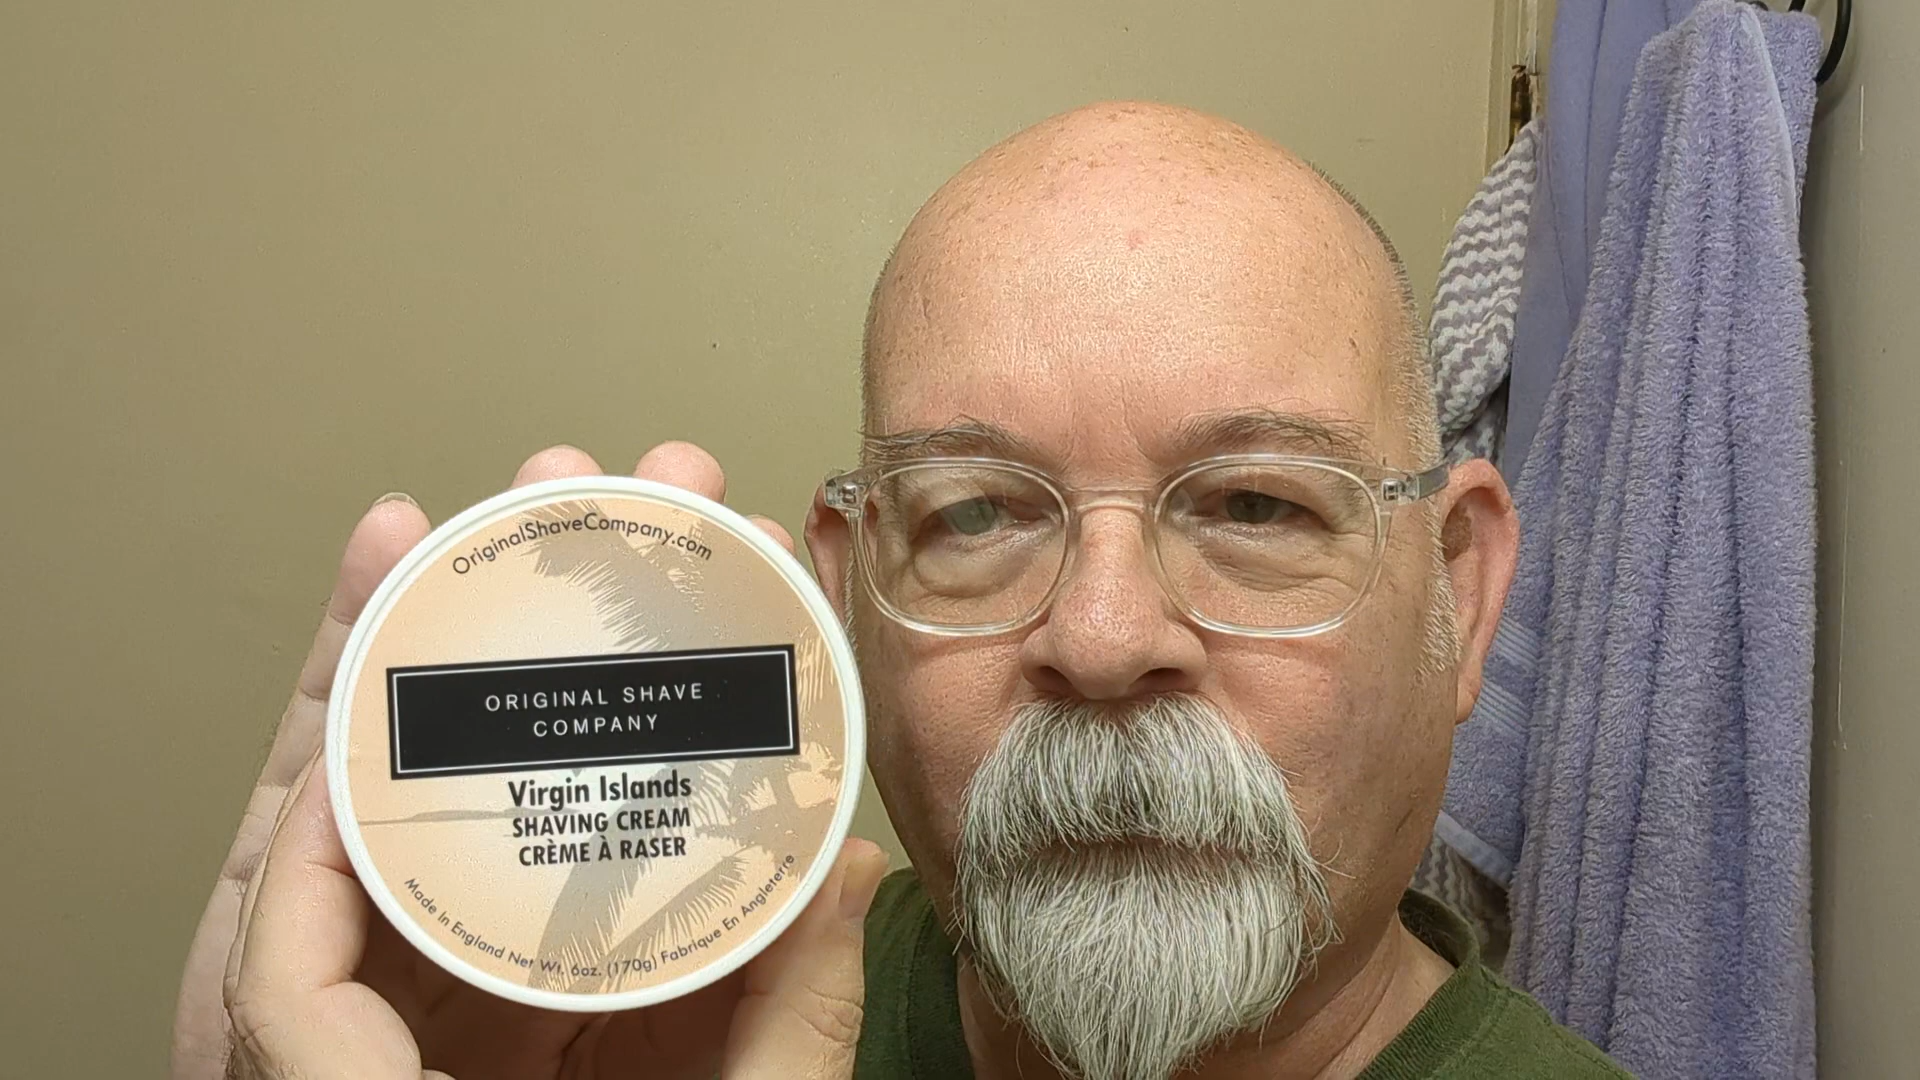 OriginalShaveCompany.com
ORIGINAL SHAVE
COMPANY
Virgin Islands
SHAVING CREAM
CRÈME À RASER
Made In England Net Wt. 6oz. (170g) Fabrique En Angleterre